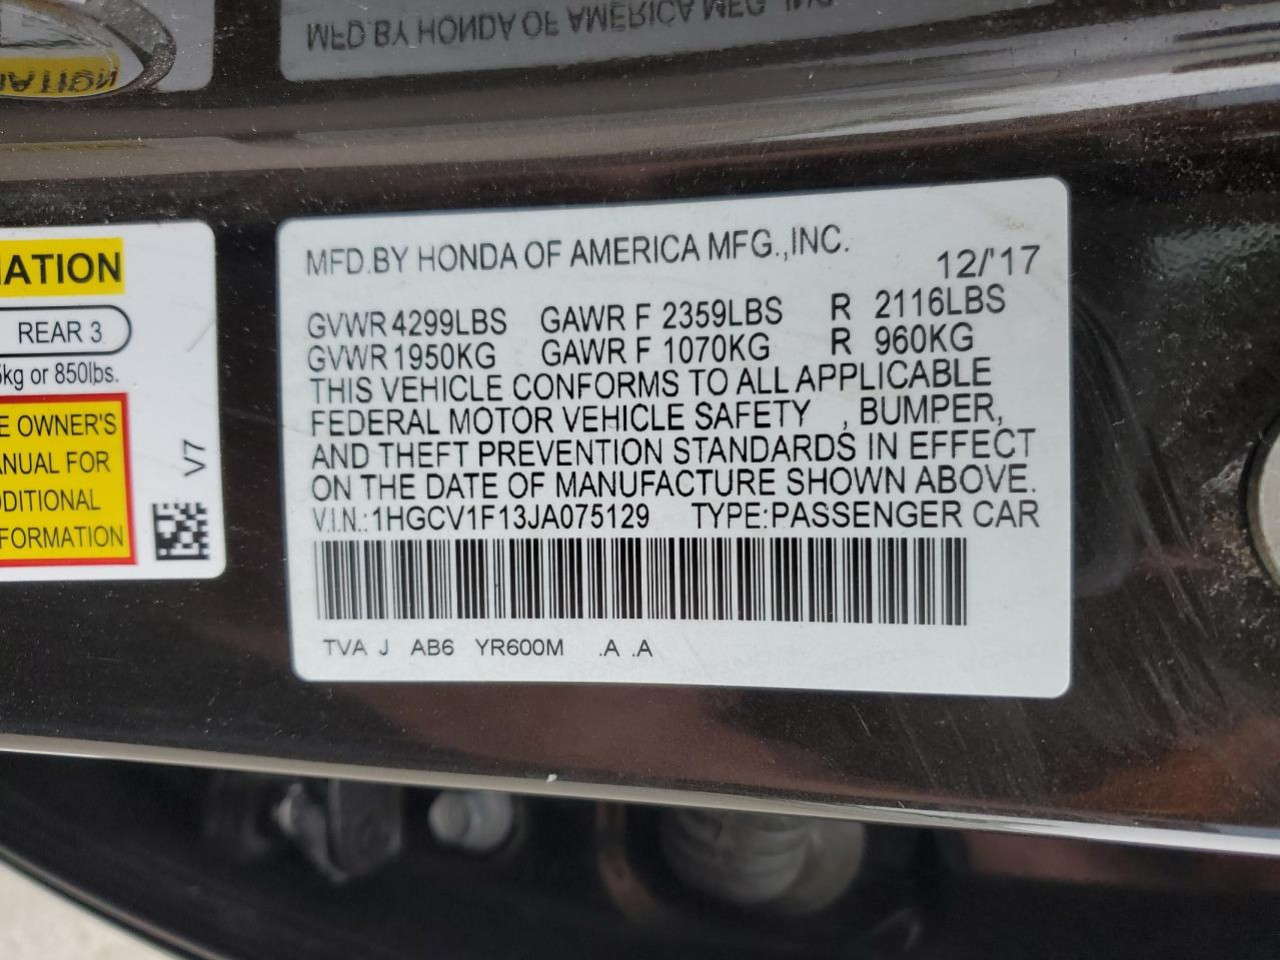 MFD BY HONDA OF AMERICA MFG., INC.
MATION
REAR 3
kg or 850lbs.
E OWNER'S
ANUAL FOR
DDITIONAL
FORMATION
V7
MFD.BY HONDA OF AMERICA MFG.,INC.
12/'17
GVWR 4299LBS GAWR F 2359LBS R 2116LBS
GVWR 1950KG GAWR F 1070KG R 960KG
THIS VEHICLE CONFORMS TO ALL APPLICABLE
FEDERAL MOTOR VEHICLE SAFETY , BUMPER,
AND THEFT PREVENTION STANDARDS IN EFFECT
ON THE DATE OF MANUFACTURE SHOWN ABOVE.
V.I.N.:1HGCV1F13JA075129 TYPE:PASSENGER CAR
TVA J AB6 YR600M .A .A